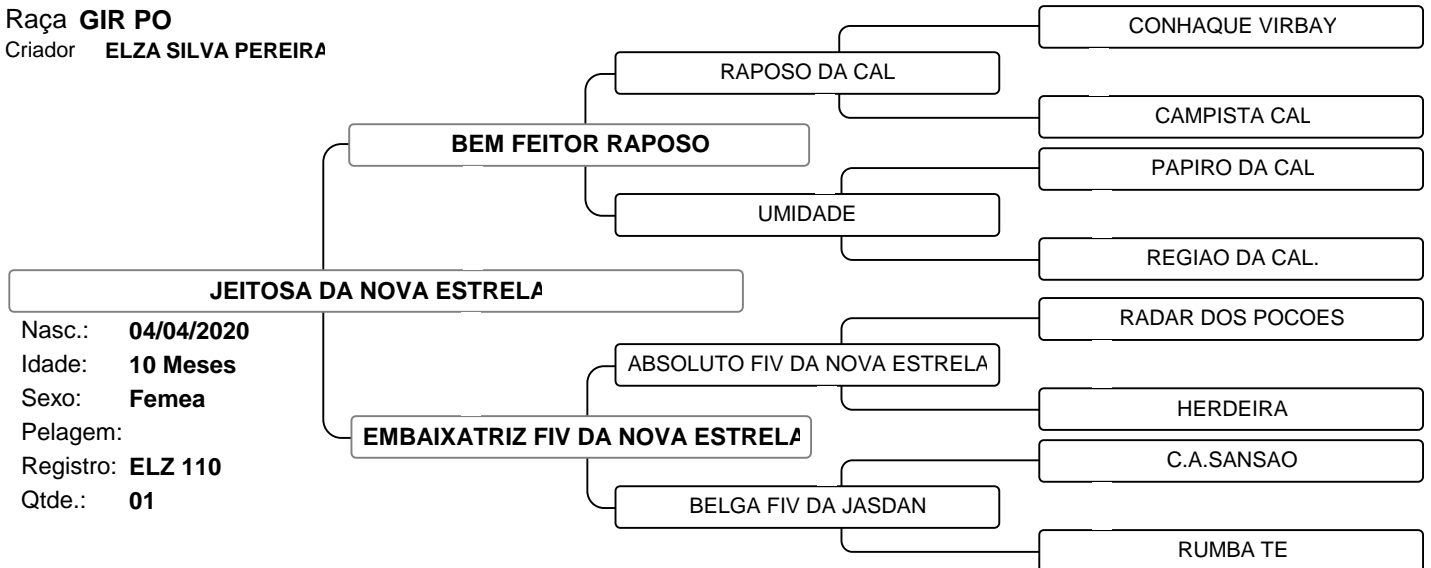 Raça GIR PO
Criador ELZA SILVA PEREIRA
CONHAQUE VIRBAY
RAPOSO DA CAL
CAMPISTA CAL
BEM FEITOR RAPOSO
PAPIRO DA CAL
UMIDADE
REGIAO DA CAL.
JEITOSA DA NOVA ESTRELA
Nasc.: 04/04/2020
Idade: 10 Meses
Sexo: Femea
Pelagem:
Registro: ELZ 110
Qtde.: 01
RADAR DOS POCOES
ABSOLUTO FIV DA NOVA ESTRELA
HERDEIRA
EMBAIXATRIZ FIV DA NOVA ESTRELA
C.A.SANSAO
BELGA FIV DA JASDAN
RUMBA TE